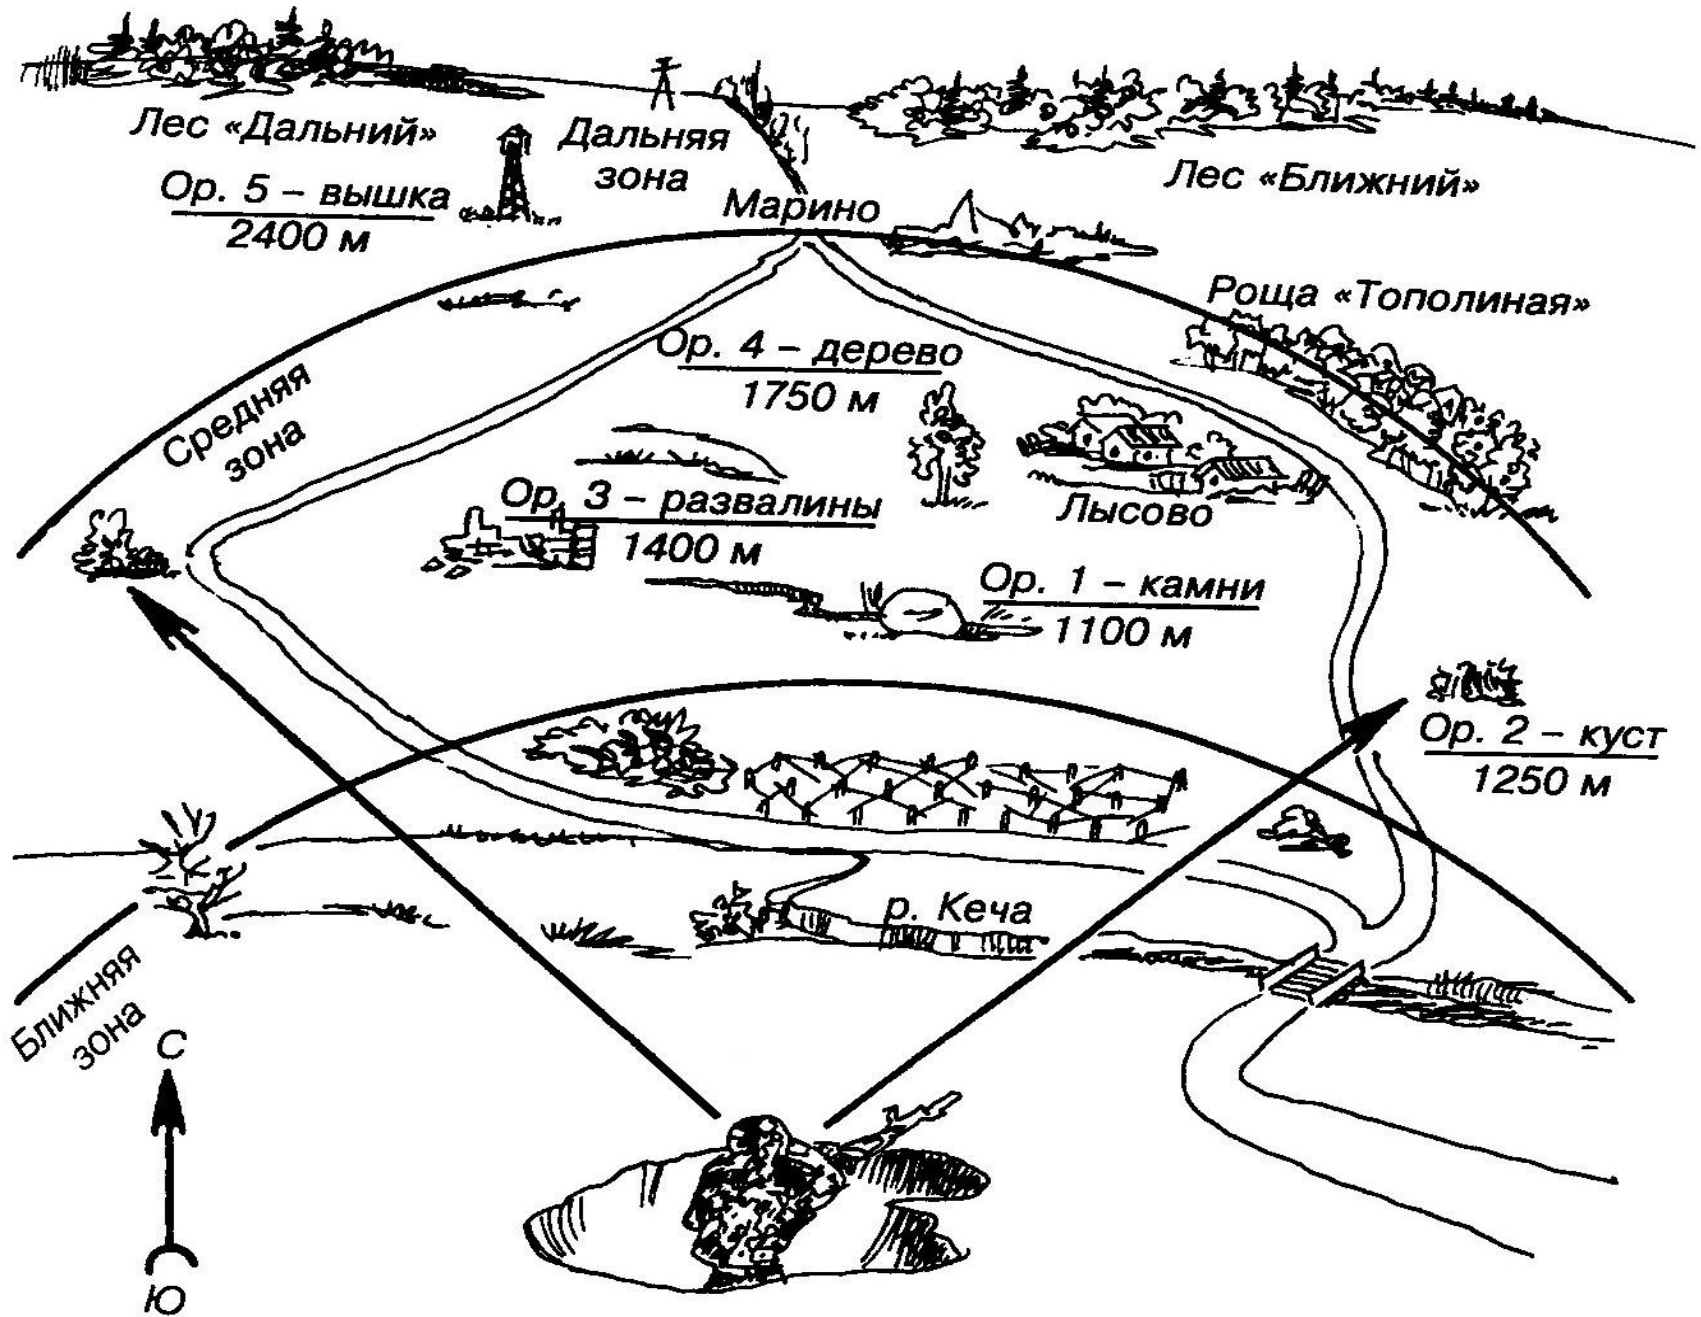 Лес «Дальний»
Дальняя
зона
Лес «Ближний»
Ор. 5 – вышка
2400 м
Марино
Роща «Тополиная»
Средняя
зона
Ор. 4 – дерево
1750 м
Ор. 3 – развалины
1400 м
Лысово
Ор. 1 – камни
1100 м
Ор. 2 – куст
1250 м
р. Кеча
Ближняя
зона
С
Ю